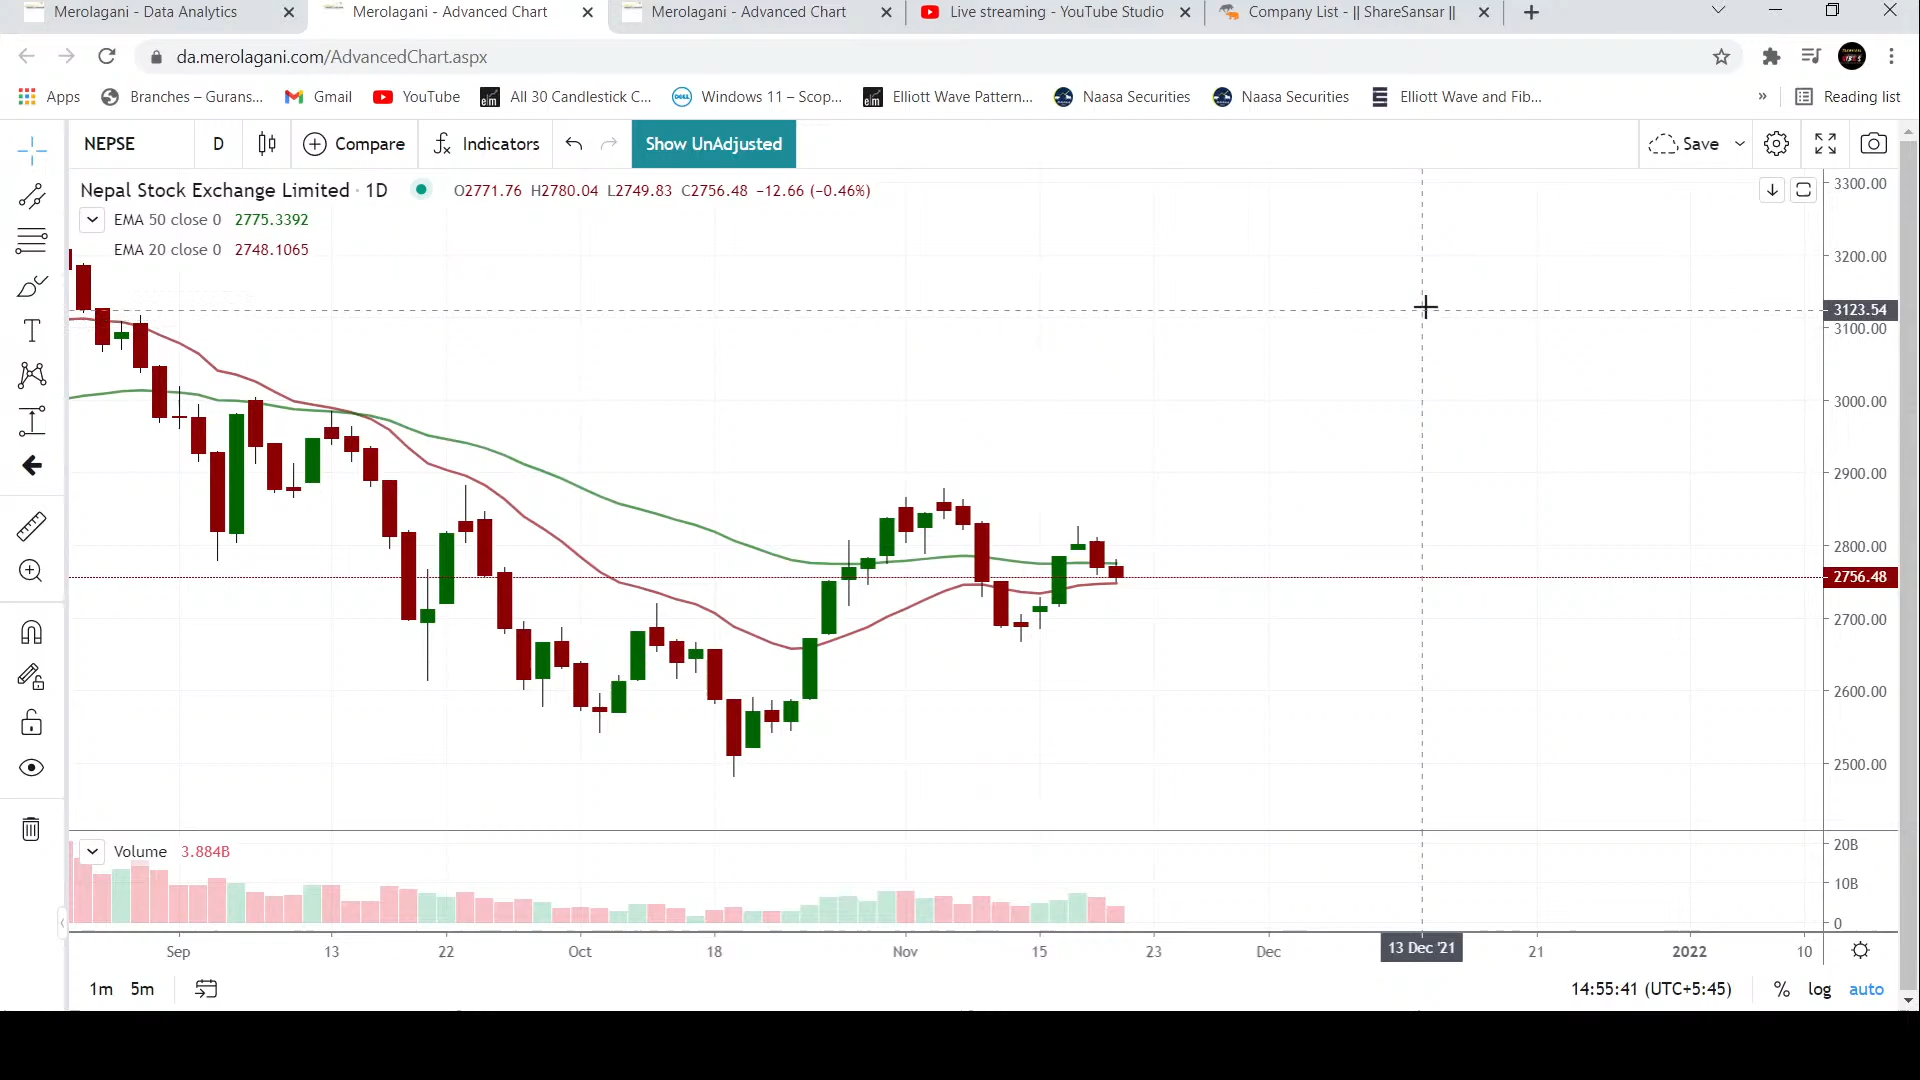 Merolagani - Data Analytics
Merolagani - Advanced Chart
Merolagani - Advanced Chart
Live streaming - YouTube Studio
Company List - || ShareSansar ||
da.merolagani.com/AdvancedChart.aspx
Apps
Branches – Gurans...
Gmail
YouTube
All 30 Candlestick C...
Windows 11 – Scop...
Elliott Wave Pattern...
Naasa Securities
Naasa Securities
Elliott Wave and Fib...
»
Reading list
NEPSE
D
Compare
Indicators
Show UnAdjusted
Save
Nepal Stock Exchange Limited · 1D
O2771.76 H2780.04 L2749.83 C2756.48 −12.66 (−0.46%)
EMA 50 close 0 2775.3392
EMA 20 close 0 2748.1065
3300.00
3200.00
3123.54
3100.00
3000.00
2900.00
2800.00
2756.48
2700.00
2600.00
2500.00
Volume 3.884B
20B
10B
0
Sep
13
22
Oct
18
Nov
15
23
Dec
13 Dec '21
21
2022
10
1m
5m
14:55:41 (UTC+5:45)
%
log
auto